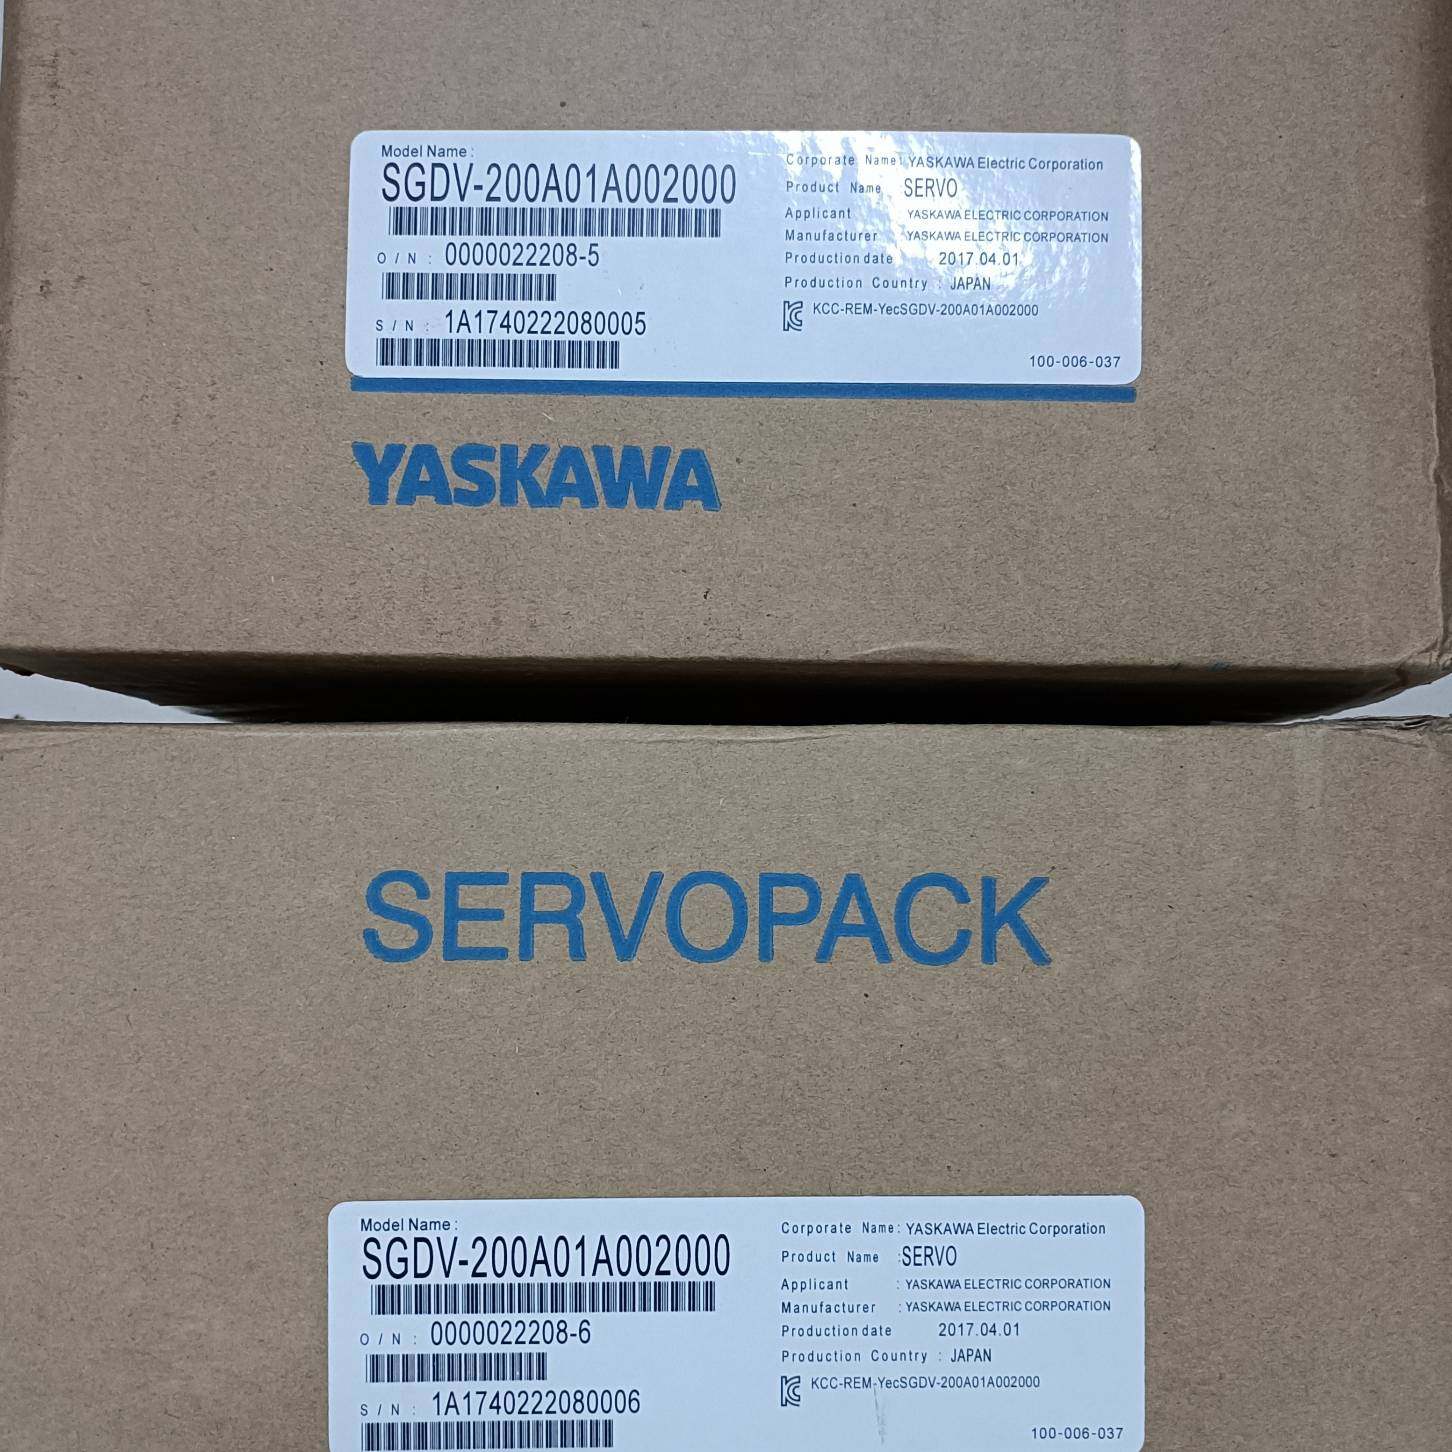 Model Name :
SGDV-200A01A002000
O / N : 0000022208-5
S / N : 1A1740222080005
Corporate Name: YASKAWA Electric Corporation
Product Name SERVO
Applicant YASKAWA ELECTRIC CORPORATION
Manufacturer YASKAWA ELECTRIC CORPORATION
Production date 2017.04.01
Production Country : JAPAN
KCC-REM-YecSGDV-200A01A002000
100-006-037
YASKAWA
SERVOPACK
Model Name :
SGDV-200A01A002000
O / N : 0000022208-6
S / N : 1A1740222080006
Corporate Name: YASKAWA Electric Corporation
Product Name :SERVO
Applicant : YASKAWA ELECTRIC CORPORATION
Manufacturer : YASKAWA ELECTRIC CORPORATION
Production date 2017.04.01
Production Country : JAPAN
KCC-REM-YecSGDV-200A01A002000
100-006-037